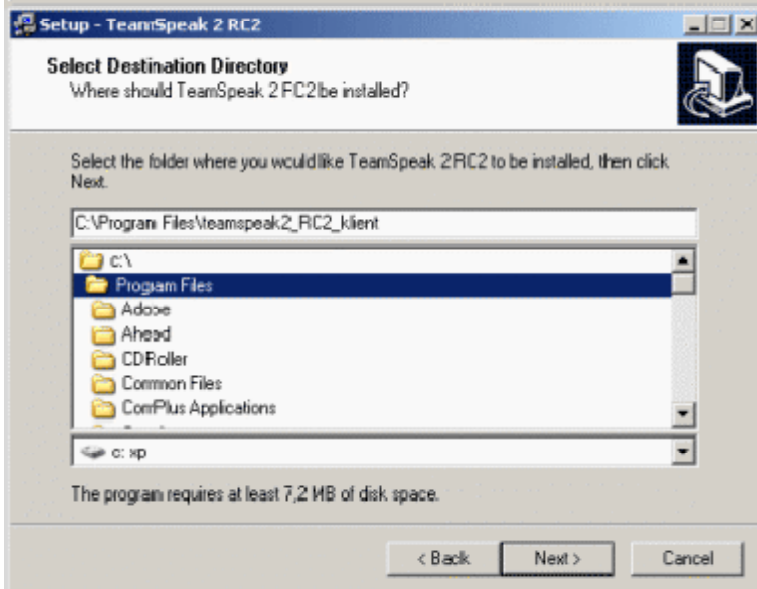 Setup - TeamSpeak 2 RC2
Select Destination Directory
Where should TeamSpeak 2 RC2 be installed?
Select the folder where you would like TeamSpeak 2 RC2 to be installed, then click
Next.
C:\Program Files\teamspeak2_RC2_klient
c:\
Program Files
Adobe
Ahead
CDRoller
Common Files
ComPlus Applications
c: xp
The program requires at least 7,2 MB of disk space.
< Back
Next >
Cancel